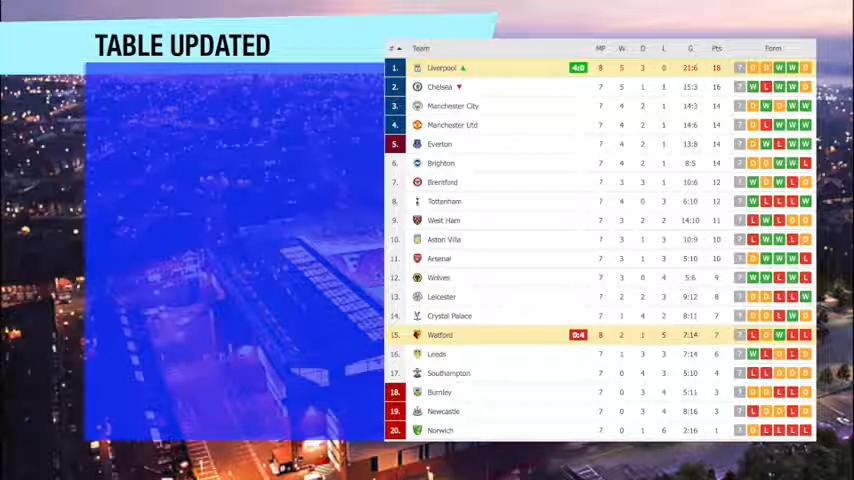 TABLE UPDATED
# Team MP W D L G Pts Form
1. Liverpool 4:0 8 5 3 0 21:6 18 ? D D W W D
2. Chelsea 7 5 1 1 15:3 16 ? W L W W D
3. Manchester City 7 4 2 1 14:3 14 ? D W D W W
4. Manchester Utd 7 4 2 1 14:6 14 ? D L W W W
5. Everton 7 4 2 1 13:8 14 ? D W L W W
6. Brighton 7 4 2 1 8:5 14 ? D D W W L
7. Brentford 7 3 3 1 10:6 12 ? W D W L D
8. Tottenham 7 4 0 3 6:10 12 ? W L L L W
9. West Ham 7 3 2 2 14:10 11 ? L W L D D
10. Aston Villa 7 3 1 3 10:9 10 ? L W W L D
11. Arsenal 7 3 1 3 5:10 10 ? D W W W L
12. Wolves 7 3 0 4 5:6 9 ? W W L W L
13. Leicester 7 2 2 3 9:12 8 ? D D L L W
14. Crystal Palace 7 1 4 2 8:11 7 ? D D L W D
15. Watford 0:4 8 2 1 5 7:14 7 ? L D W L L
16. Leeds 7 1 3 3 7:14 6 ? W L D L D
17. Southampton 7 0 4 3 5:10 4 ? L L D D D
18. Burnley 7 0 3 4 5:11 3 ? D D L L D
19. Newcastle 7 0 3 4 8:16 3 ? L D D L D
20. Norwich 7 0 1 6 2:16 1 ? D L L L L